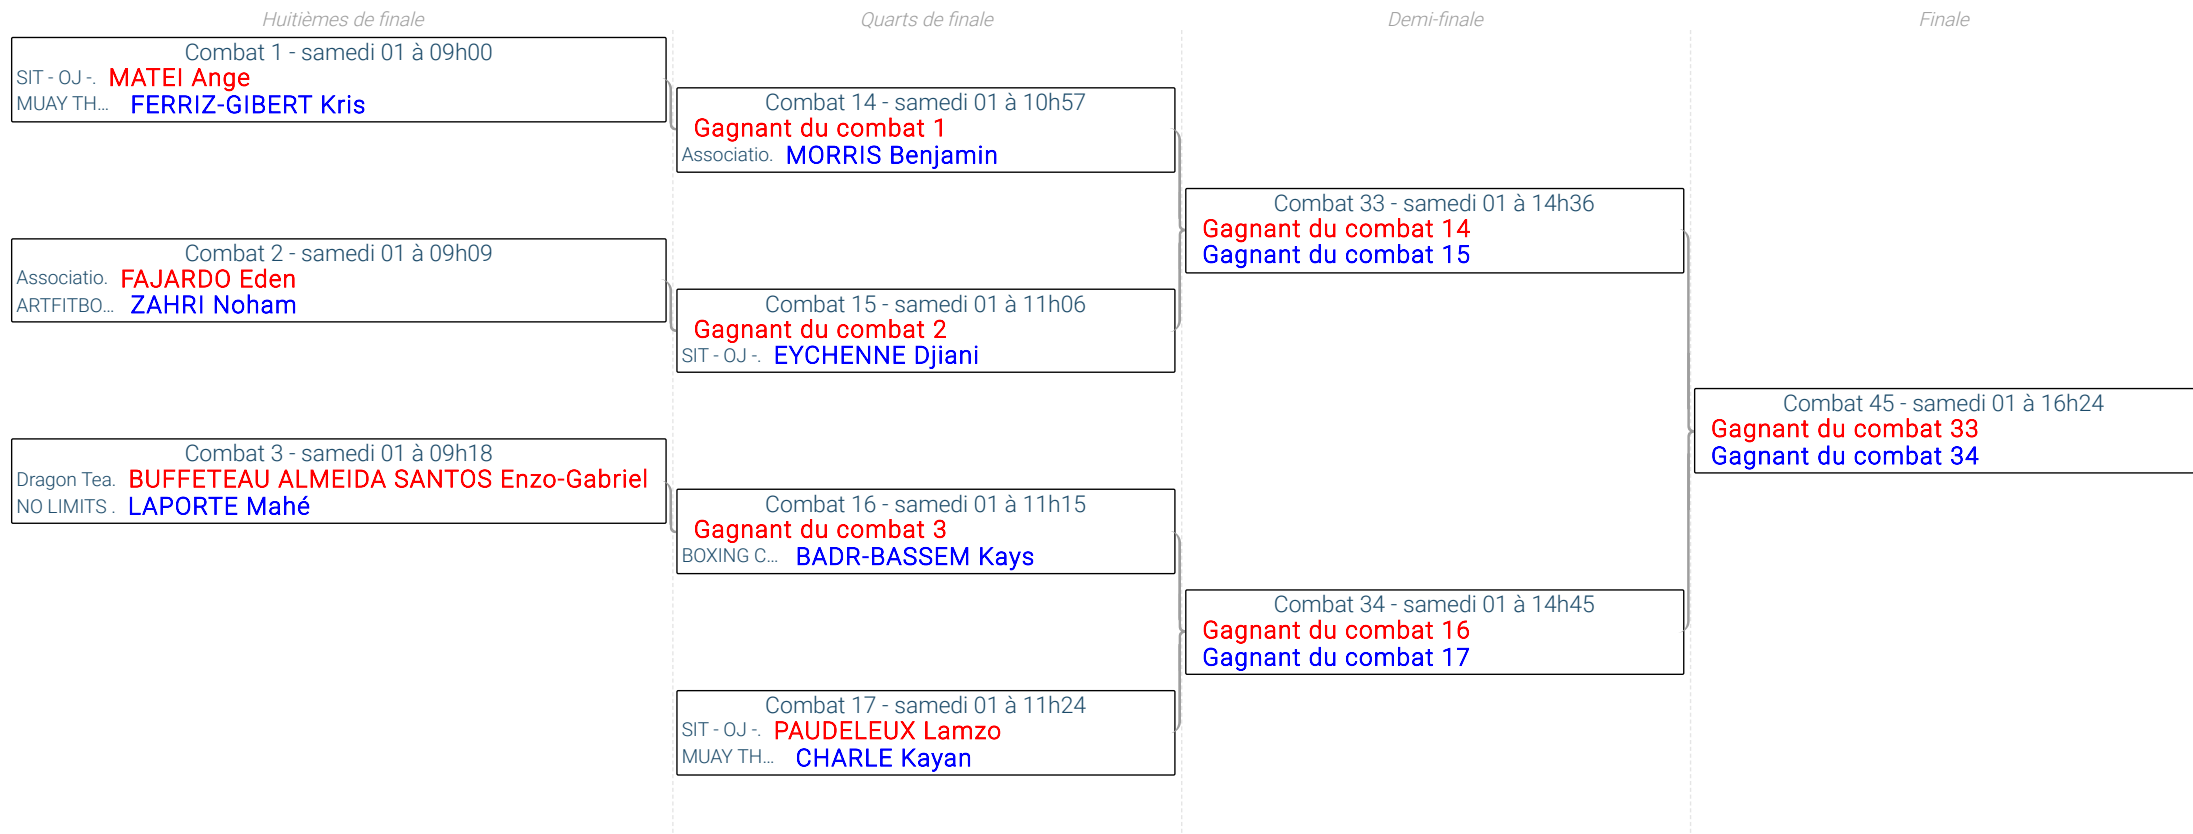 Huitièmes de finale
Quarts de finale
Demi-finale
Finale
Combat 1 - samedi 01 à 09h00
SIT - OJ -. MATEI Ange
MUAY TH... FERRIZ-GIBERT Kris
Combat 2 - samedi 01 à 09h09
Associatio. FAJARDO Eden
ARTFITBO... ZAHRI Noham
Combat 3 - samedi 01 à 09h18
Dragon Tea. BUFFETEAU ALMEIDA SANTOS Enzo-Gabriel
NO LIMITS . LAPORTE Mahé
Combat 14 - samedi 01 à 10h57
Gagnant du combat 1
Associatio. MORRIS Benjamin
Combat 15 - samedi 01 à 11h06
Gagnant du combat 2
SIT - OJ -. EYCHENNE Djiani
Combat 16 - samedi 01 à 11h15
Gagnant du combat 3
BOXING C... BADR-BASSEM Kays
Combat 17 - samedi 01 à 11h24
SIT - OJ -. PAUDELEUX Lamzo
MUAY TH... CHARLE Kayan
Combat 33 - samedi 01 à 14h36
Gagnant du combat 14
Gagnant du combat 15
Combat 34 - samedi 01 à 14h45
Gagnant du combat 16
Gagnant du combat 17
Combat 45 - samedi 01 à 16h24
Gagnant du combat 33
Gagnant du combat 34